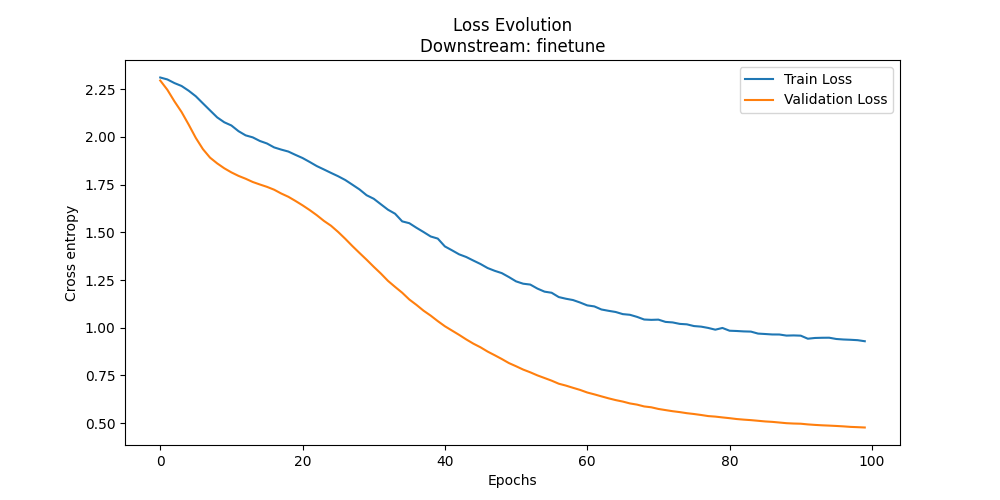 Loss Evolution
Downstream: finetune
Train Loss
Validation Loss
2.25
2.00
1.75
1.50
1.25
1.00
0.75
0.50
Cross entropy
0 20 40 60 80 100
Epochs